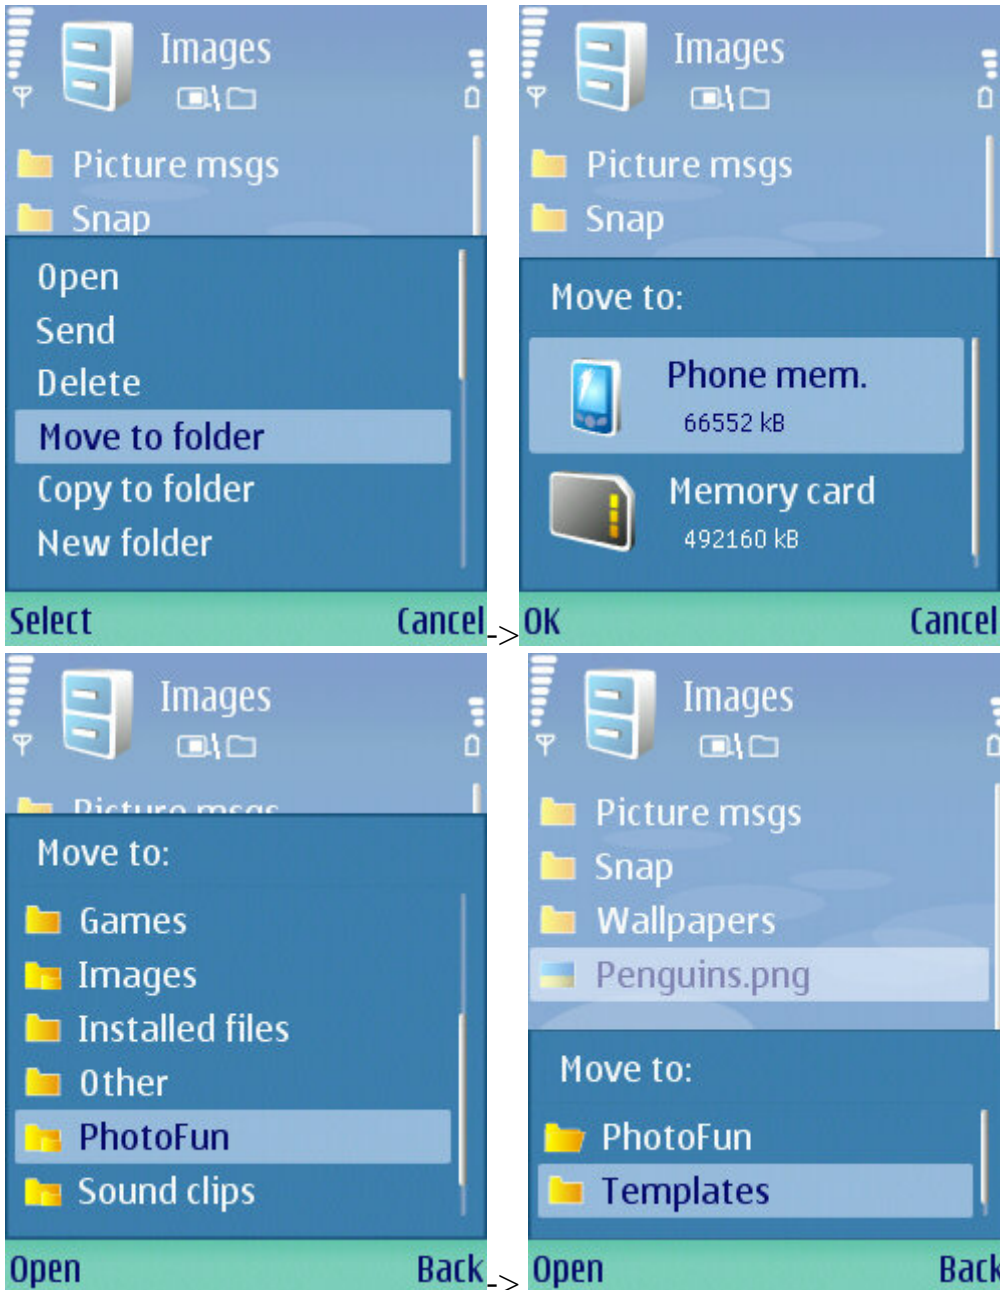 Images
Picture msgs
Snap
Open
Send
Delete
Move to folder
Copy to folder
New folder
Select Cancel
->
Images
Picture msgs
Snap
Move to:
Phone mem.
66552 kB
Memory card
492160 kB
OK Cancel
Images
Picture msgs
Move to:
Games
Images
Installed files
Other
PhotoFun
Sound clips
Open Back
->
Images
Picture msgs
Snap
Wallpapers
Penguins.png
Move to:
PhotoFun
Templates
Open Back